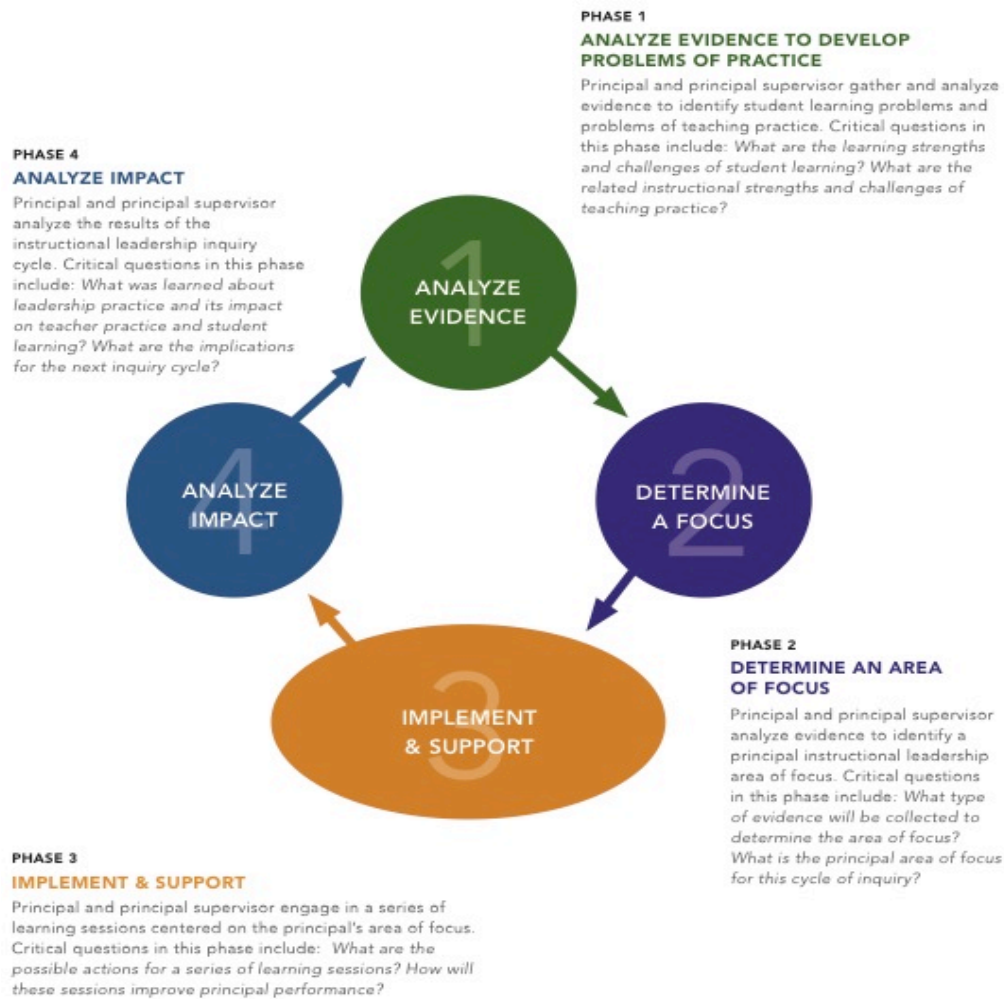 PHASE 1
ANALYZE EVIDENCE TO DEVELOP
PROBLEMS OF PRACTICE
Principal and principal supervisor gather and analyze
evidence to identify student learning problems and
problems of teaching practice. Critical questions in
this phase include: What are the learning strengths
and challenges of student learning? What are the
related instructional strengths and challenges of
teaching practice?
PHASE 4
ANALYZE IMPACT
Principal and principal supervisor
analyze the results of the
instructional leadership inquiry
cycle. Critical questions in this phase
include: What was learned about
leadership practice and its impact
on teacher practice and student
learning? What are the implications
for the next inquiry cycle?
1
ANALYZE
EVIDENCE
2
DETERMINE
A FOCUS
3
IMPLEMENT
& SUPPORT
4
ANALYZE
IMPACT
PHASE 2
DETERMINE AN AREA
OF FOCUS
Principal and principal supervisor
analyze evidence to identify a
principal instructional leadership
area of focus. Critical questions
in this phase include: What type
of evidence will be collected to
determine the area of focus?
What is the principal area of focus
for this cycle of inquiry?
PHASE 3
IMPLEMENT & SUPPORT
Principal and principal supervisor engage in a series of
learning sessions centered on the principal's area of focus.
Critical questions in this phase include: What are the
possible actions for a series of learning sessions? How will
these sessions improve principal performance?